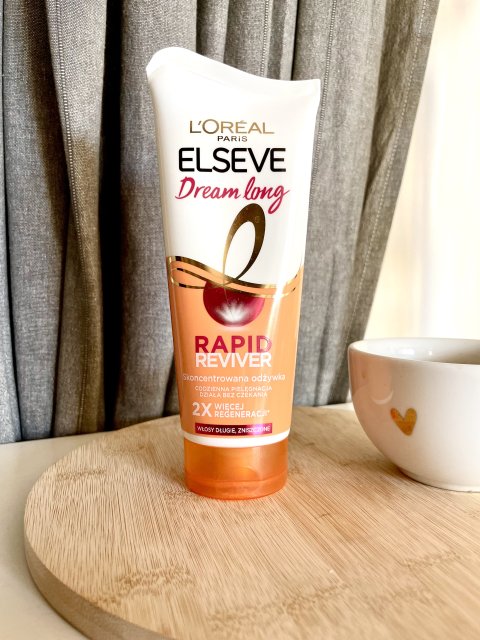 L'ORÉAL
PARIS
ELSEVE
Dream long
RAPID
REVIVER
Skoncentrowana odżywka
CODZIENNA PIELĘGNACJA
DZIAŁA BEZ CZEKANIA
2X WIĘCEJ
REGENERACJI*
WŁOSY DŁUGIE, ZNISZCZONE